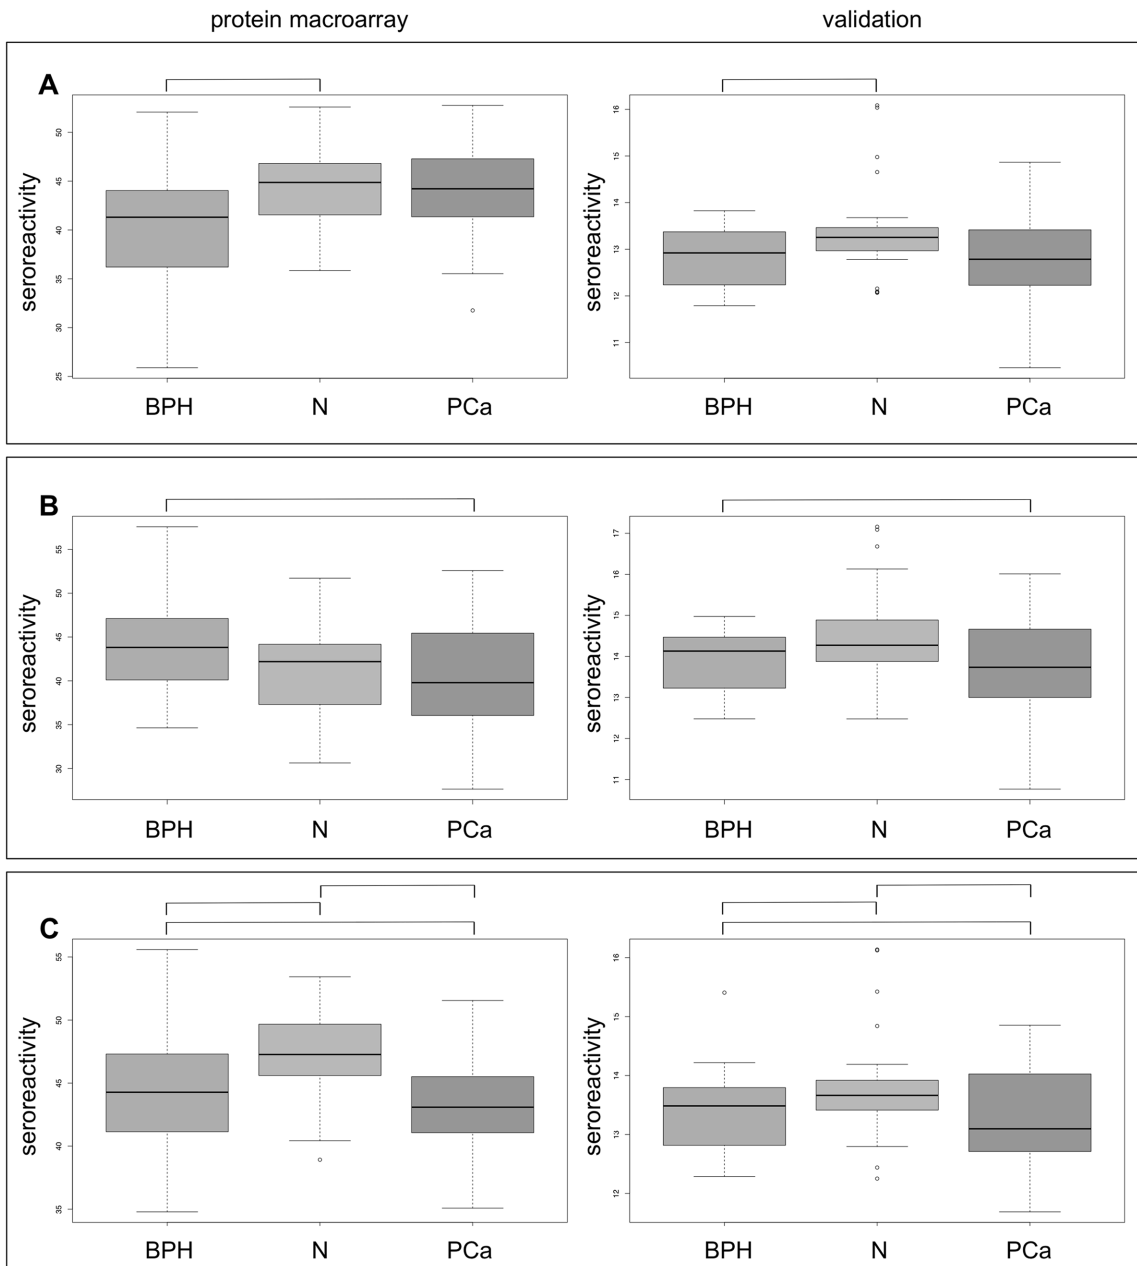 protein macroarray validation
A
seroreactivity 25 30 35 40 45 50
BPH N PCa
seroreactivity 11 12 13 14 15 16
BPH N PCa
B
seroreactivity 30 35 40 45 50 55
BPH N PCa
seroreactivity 11 12 13 14 15 16 17
BPH N PCa
C
seroreactivity 35 40 45 50 55
BPH N PCa
seroreactivity 12 13 14 15 16
BPH N PCa